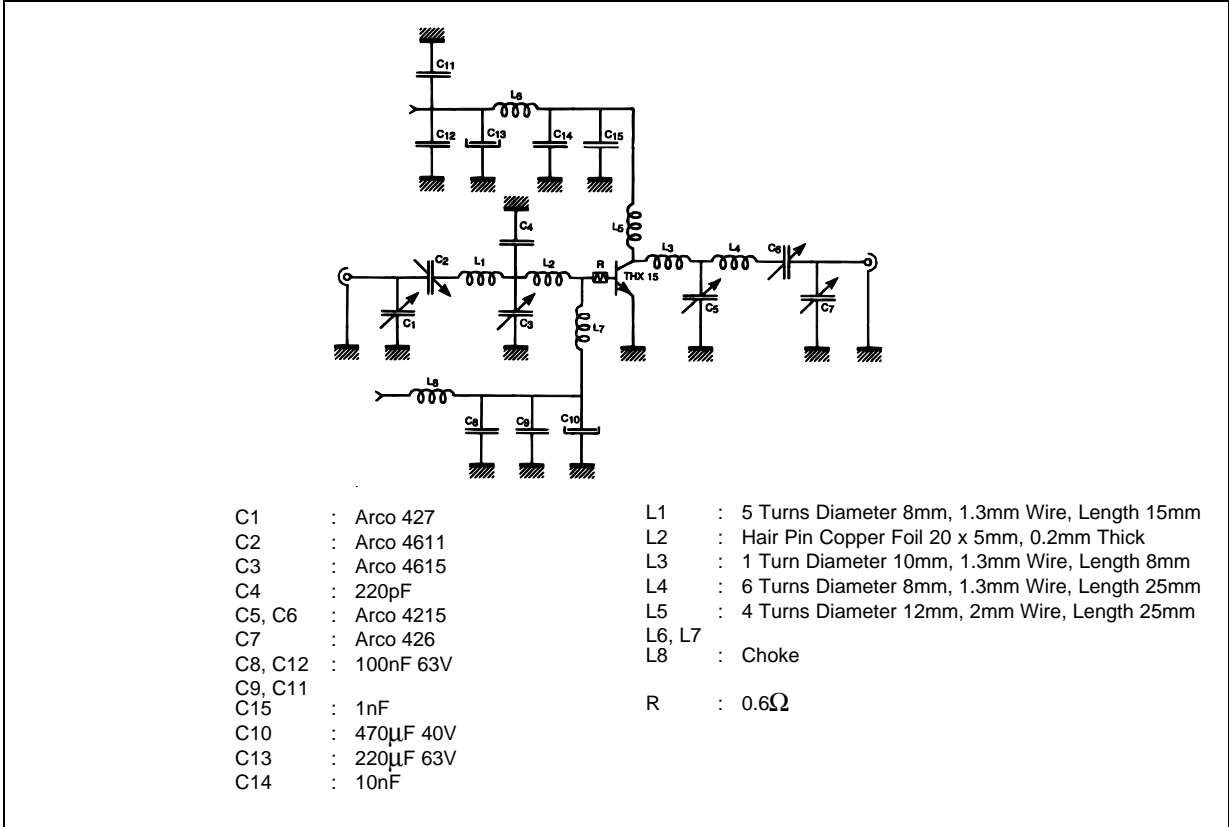 C11
L6
C12 C13 C14 C15
C4 L5
C2 L1 L2 R L3 L4 C6
THX 15
C1 C3 C5 C7
L7
L8
C8 C9 C10
C1 : Arco 427
C2 : Arco 4611
C3 : Arco 4615
C4 : 220pF
C5, C6 : Arco 4215
C7 : Arco 426
C8, C12 : 100nF 63V
C9, C11
C15 : 1nF
C10 : 470μF 40V
C13 : 220μF 63V
C14 : 10nF
L1 : 5 Turns Diameter 8mm, 1.3mm Wire, Length 15mm
L2 : Hair Pin Copper Foil 20 x 5mm, 0.2mm Thick
L3 : 1 Turn Diameter 10mm, 1.3mm Wire, Length 8mm
L4 : 6 Turns Diameter 8mm, 1.3mm Wire, Length 25mm
L5 : 4 Turns Diameter 12mm, 2mm Wire, Length 25mm
L6, L7
L8 : Choke
R : 0.6Ω